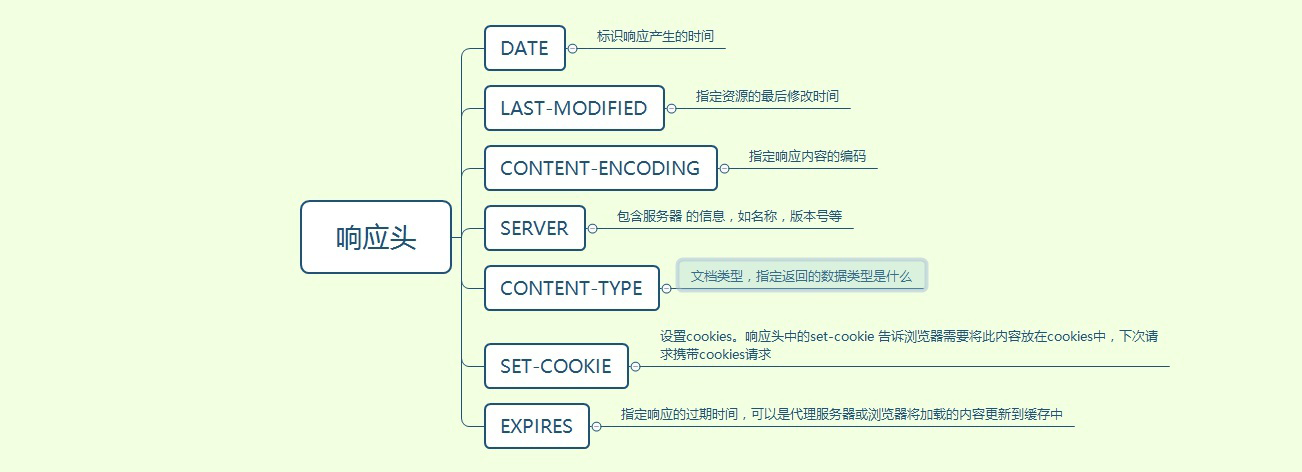 响应头
DATE
标识响应产生的时间
LAST-MODIFIED
指定资源的最后修改时间
CONTENT-ENCODING
指定响应内容的编码
SERVER
包含服务器 的信息，如名称，版本号等
CONTENT-TYPE
文档类型，指定返回的数据类型是什么
SET-COOKIE
设置cookies。响应头中的set-cookie 告诉浏览器需要将此内容放在cookies中，下次请
求携带cookies请求
EXPIRES
指定响应的过期时间，可以是代理服务器或浏览器将加载的内容更新到缓存中